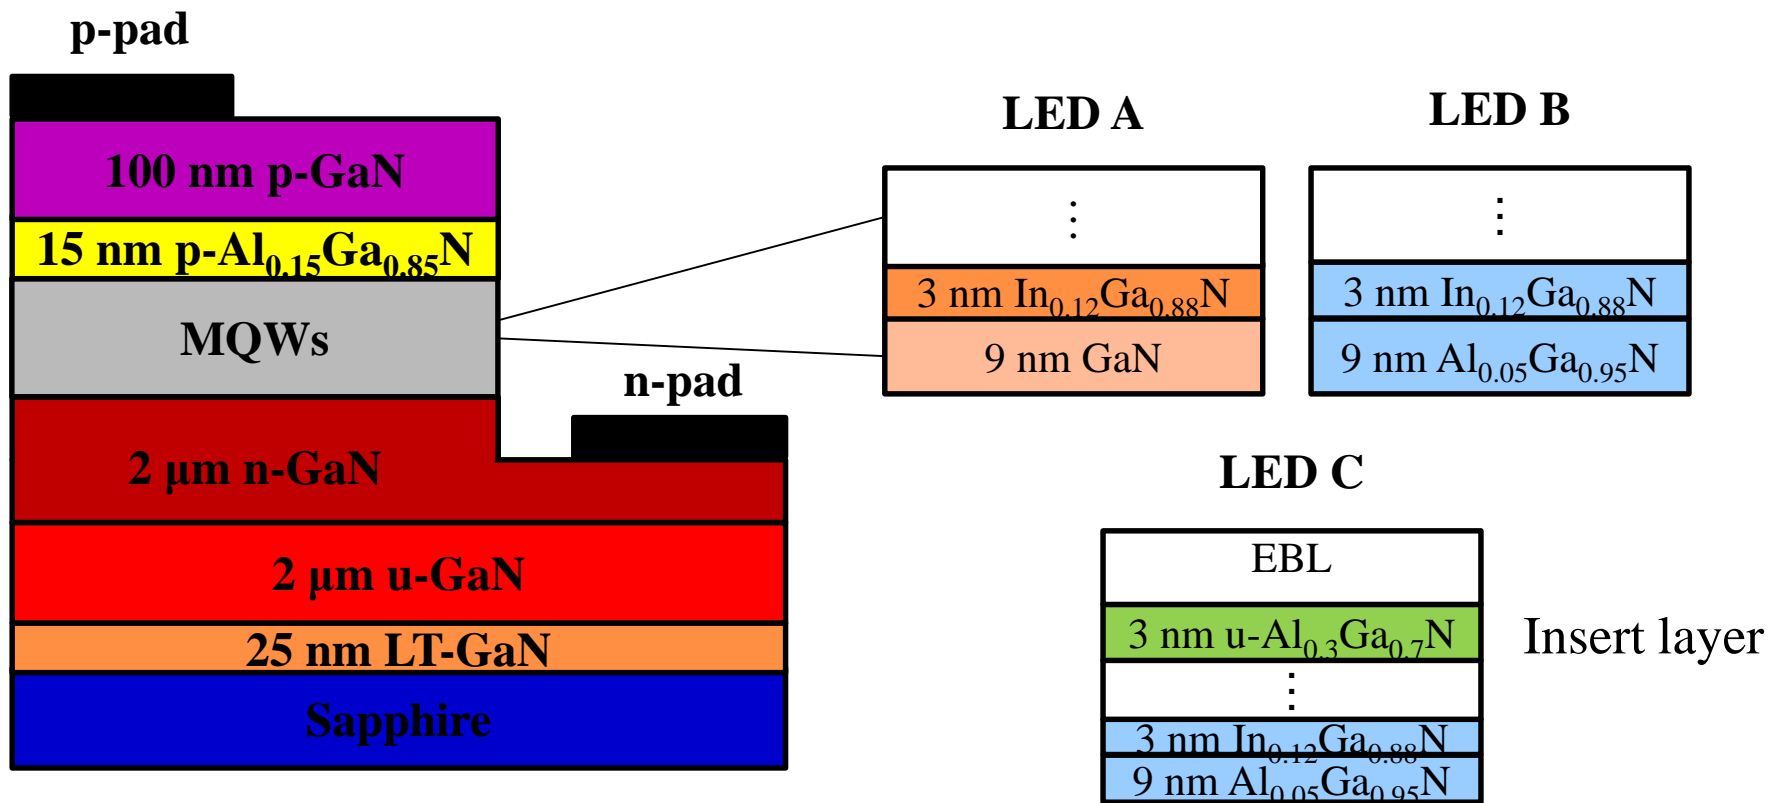 p-pad
100 nm p-GaN
15 nm p-Al₀.₁₅Ga₀.₈₅N
MQWs
n-pad
2 μm n-GaN
2 μm u-GaN
25 nm LT-GaN
Sapphire
LED A
⋮
3 nm In₀.₁₂Ga₀.₈₈N
9 nm GaN
LED B
⋮
3 nm In₀.₁₂Ga₀.₈₈N
9 nm Al₀.₀₅Ga₀.₉₅N
LED C
EBL
3 nm u-Al₀.₃Ga₀.₇N
Insert layer
⋮
3 nm In₀.₁₂Ga₀.₈₈N
9 nm Al₀.₀₅Ga₀.₉₅N